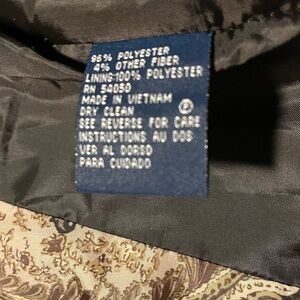 96% POLYESTER
4% OTHER FIBER
LINING:100% POLYESTER
RN 54050
MADE IN VIETNAM
DRY CLEAN
SEE REVERSE FOR CARE
INSTRUCTIONS AU DOS
VER AL DORSO
PARA CUIDADO